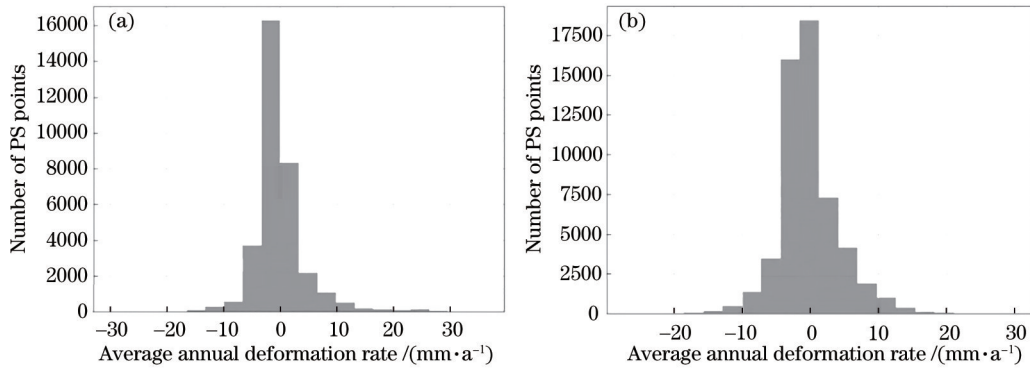 (a)
Number of PS points
16000
14000
12000
10000
8000
6000
4000
2000
0
−30 −20 −10 0 10 20 30
Average annual deformation rate /(mm·a⁻¹)
(b)
Number of PS points
17500
15000
12500
10000
7500
5000
2500
0
−20 −10 0 10 20 30
Average annual deformation rate /(mm·a⁻¹)